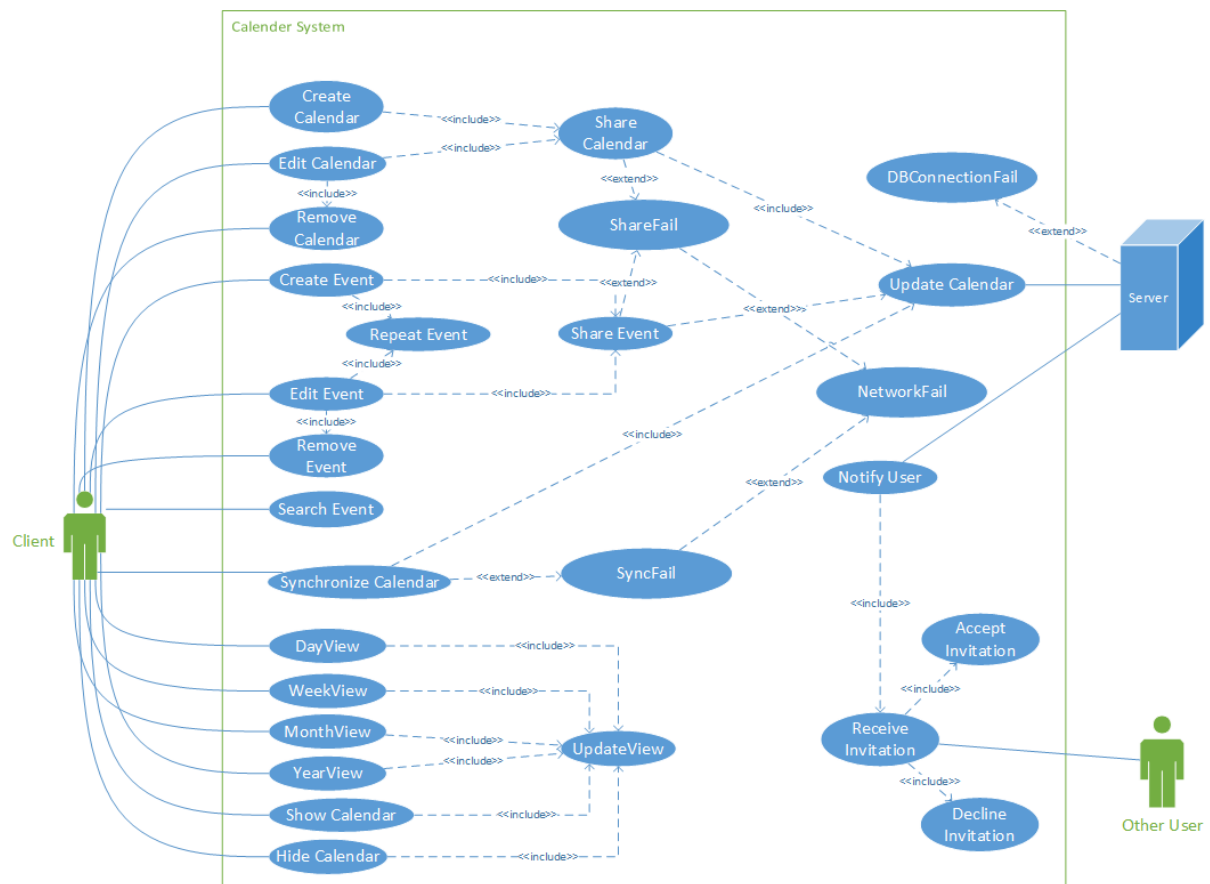 Calender System
Create
Calendar
<<include>>
Share
Calendar
<<include>>
Edit Calendar
<<include>>
<<extend>>
DBConnectionFail
Remove
Calendar
ShareFail
<<include>>
<<extend>>
Create Event
<<include>>
<<extend>>
Update Calendar
Server
<<include>>
<<extend>>
Repeat Event
Share Event
<<include>>
Edit Event
NetworkFail
<<include>>
<<include>>
Remove
Event
Notify User
<<extend>>
Search Event
Client
Synchronize Calendar
<<extend>>
SyncFail
<<include>>
Accept
Invitation
DayView
<<include>>
WeekView
<<include>>
<<include>>
MonthView
<<include>>
UpdateView
Receive
Invitation
YearView
<<include>>
<<include>>
Show Calendar
<<include>>
Decline
Invitation
Other User
Hide Calendar
<<include>>